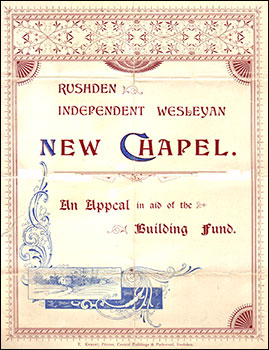 RUSHDEN
INDEPENDENT WESLEYAN
NEW CHAPEL.
An Appeal in aid of the
Building Fund.